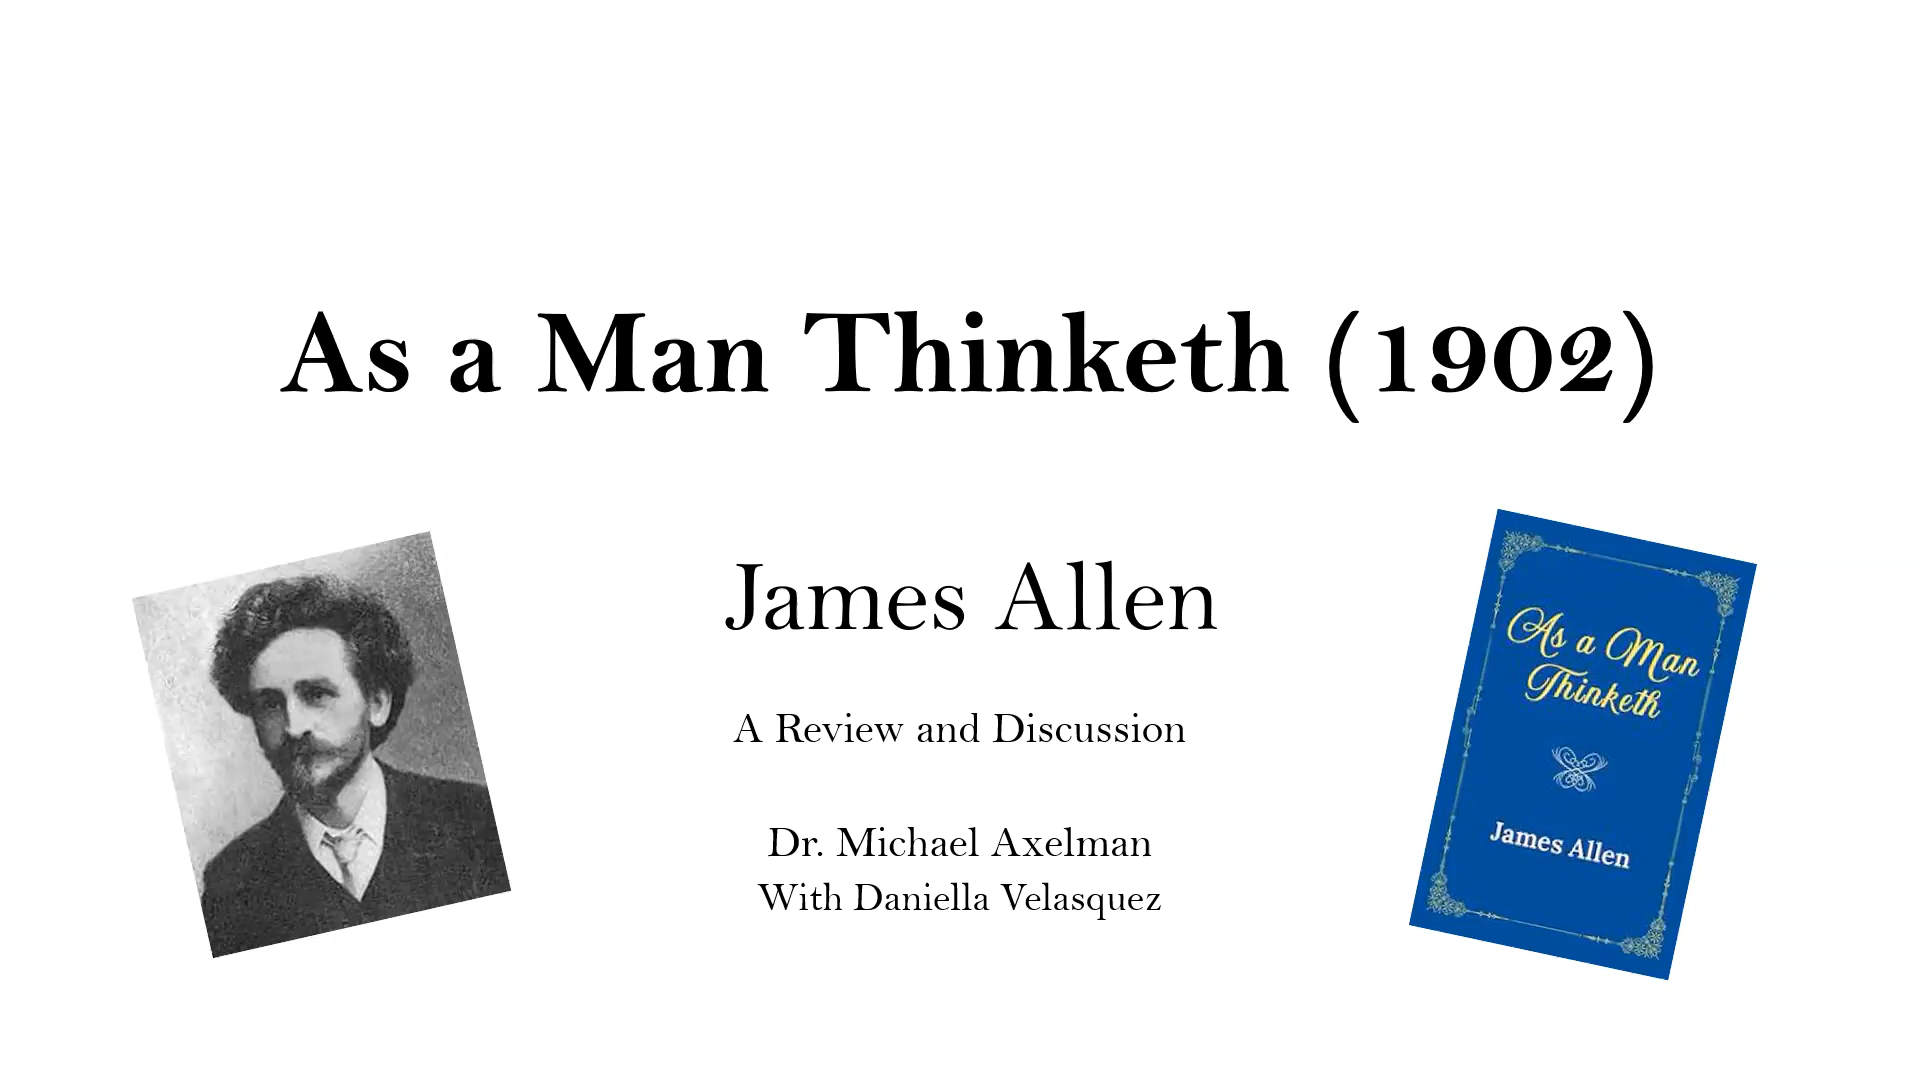 As a Man Thinketh (1902)
James Allen
A Review and Discussion
Dr. Michael Axelman
With Daniella Velasquez
As a Man
Thinketh
James Allen